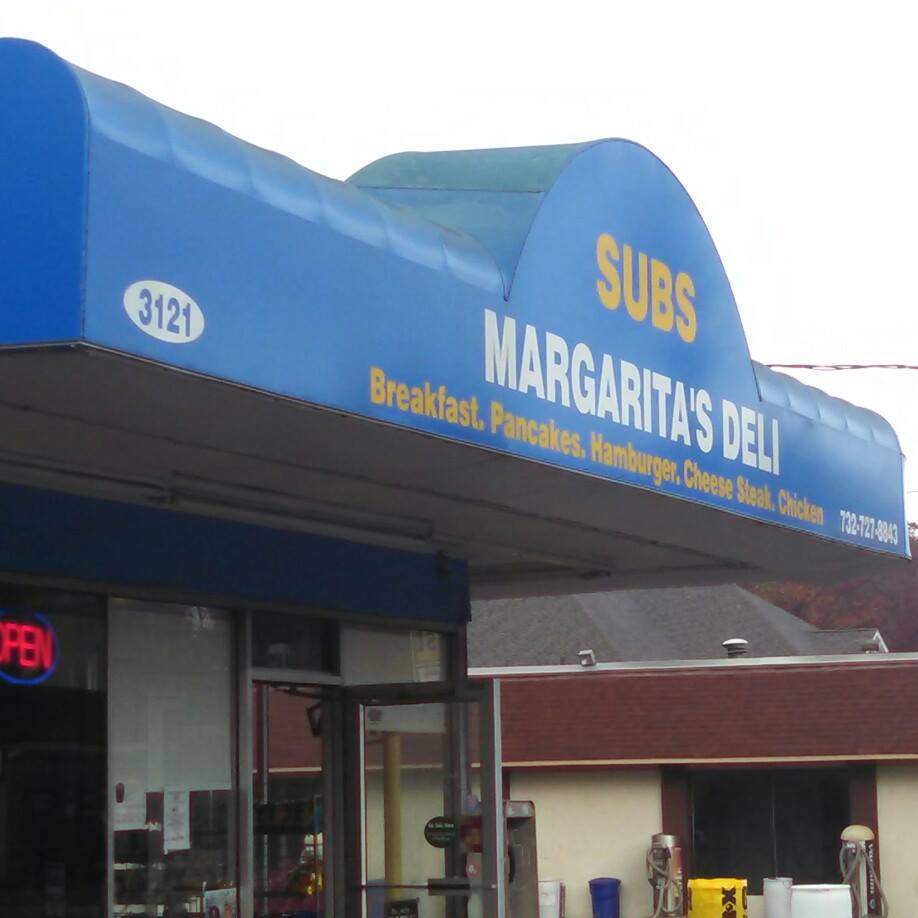 3121
SUBS
MARGARITA'S DELI
Breakfast. Pancakes. Hamburger. Cheese Steak. Chicken
732-727-8843
OPEN